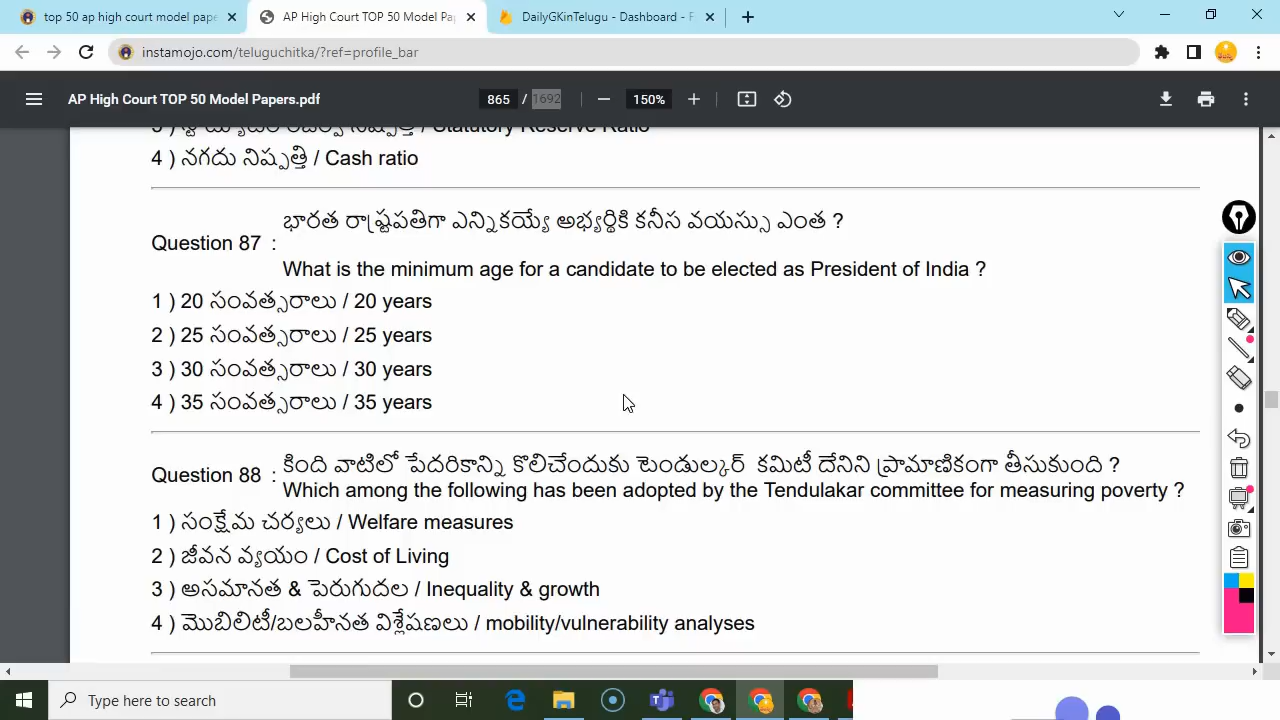 top 50 ap high court model pape
AP High Court TOP 50 Model Pa
DailyGKinTelugu - Dashboard - F
instamojo.com/teluguchitka/?ref=profile_bar
AP High Court TOP 50 Model Papers.pdf
865 / 1692
150%
/ Statutory Reserve Ratio
4 ) నగదు నిష్పత్తి / Cash ratio
భారత రాష్ట్రపతిగా ఎన్నికయ్యే అభ్యర్థికి కనీస వయస్సు ఎంత ?
Question 87 :
What is the minimum age for a candidate to be elected as President of India ?
1 ) 20 సంవత్సరాలు / 20 years
2 ) 25 సంవత్సరాలు / 25 years
3 ) 30 సంవత్సరాలు / 30 years
4 ) 35 సంవత్సరాలు / 35 years
కింది వాటిలో పేదరికాన్ని కొలిచేందుకు టెండుల్కర్ కమిటీ దేనిని ప్రామాణికంగా తీసుకుంది ?
Question 88 :
Which among the following has been adopted by the Tendulakar committee for measuring poverty ?
1 ) సంక్షేమ చర్యలు / Welfare measures
2 ) జీవన వ్యయం / Cost of Living
3 ) అసమానత & పెరుగుదల / Inequality & growth
4 ) మొబిలిటీ/బలహీనత విశ్లేషణలు / mobility/vulnerability analyses
Type here to search